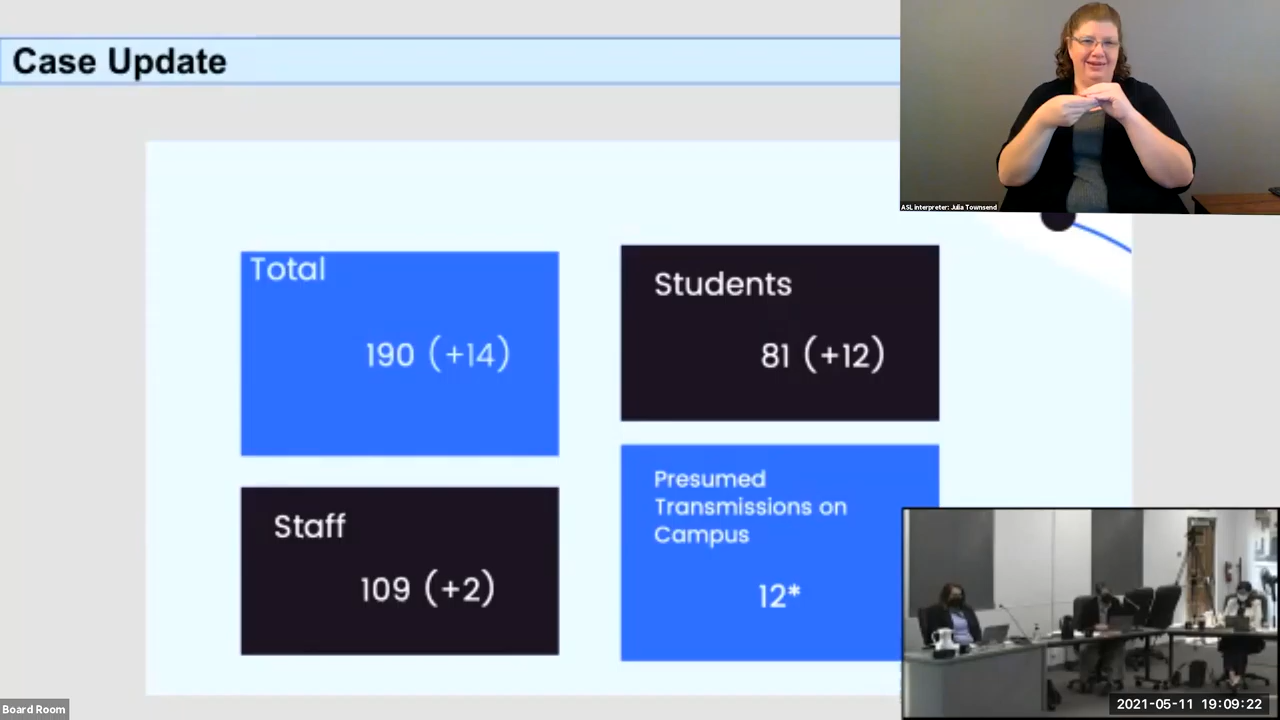 Case Update
ASL interpreter: Julia Townsend
Total
190 (+14)
Students
81 (+12)
Staff
109 (+2)
Presumed
Transmissions on
Campus
12*
Board Room
2021-05-11 19:09:22